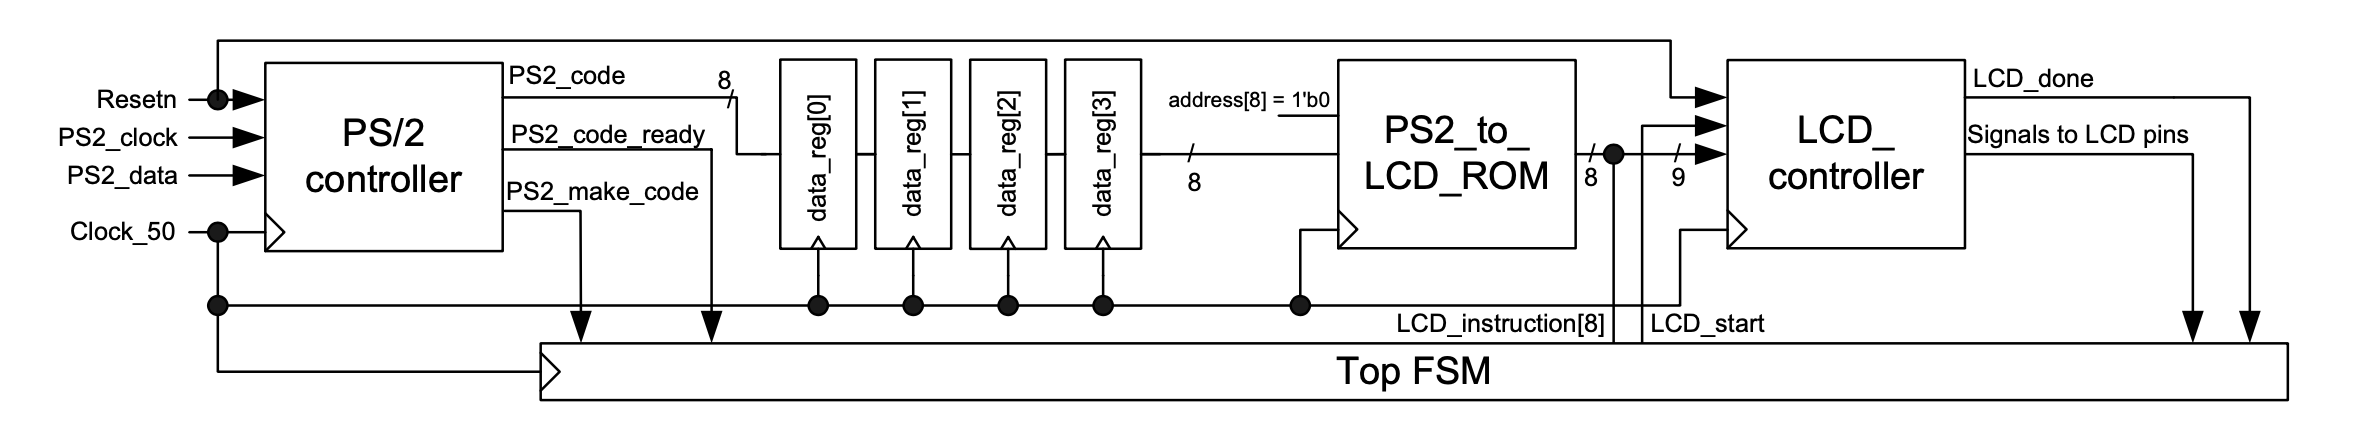 Resetn
PS2_clock
PS2_data
Clock_50
PS/2
controller
PS2_code
8
PS2_code_ready
PS2_make_code
data_reg[0]
data_reg[1]
data_reg[2]
data_reg[3]
address[8] = 1'b0
8
PS2_to_
LCD_ROM
8
9
LCD_
controller
LCD_done
Signals to LCD pins
LCD_instruction[8]
LCD_start
Top FSM